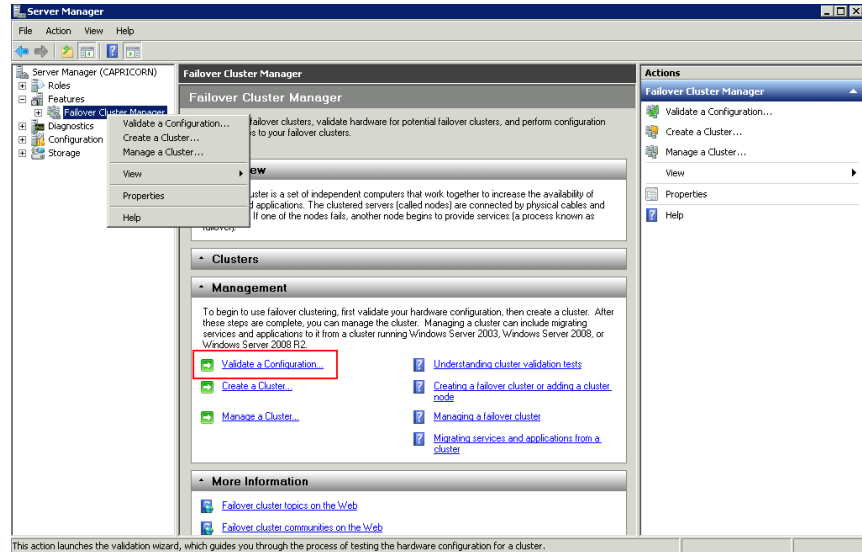 Server Manager
File Action View Help
Server Manager (CAPRICORN)
Roles
Features
Failover Cluster Manager
Diagnostics
Configuration
Storage
Validate a Configuration...
Create a Cluster...
Manage a Cluster...
View
Properties
Help
Failover Cluster Manager
Failover Cluster Manager
failover clusters, validate hardware for potential failover clusters, and perform configuration
es to your failover clusters.
ew
uster is a set of independent computers that work together to increase the availability of
d applications. The clustered servers (called nodes) are connected by physical cables and
If one of the nodes fails, another node begins to provide services (a process known as
failover).
Clusters
Management
To begin to use failover clustering, first validate your hardware configuration, then create a cluster. After
these steps are complete, you can manage the cluster. Managing a cluster can include migrating
services and applications to it from a cluster running Windows Server 2003, Windows Server 2008, or
Windows Server 2008 R2.
Validate a Configuration...
Understanding cluster validation tests
Create a Cluster...
Creating a failover cluster or adding a cluster
node
Manage a Cluster...
Managing a failover cluster
Migrating services and applications from a
cluster
More Information
Failover cluster topics on the Web
Failover cluster communities on the Web
Actions
Failover Cluster Manager
Validate a Configuration...
Create a Cluster...
Manage a Cluster...
View
Properties
Help
This action launches the validation wizard, which guides you through the process of testing the hardware configuration for a cluster.